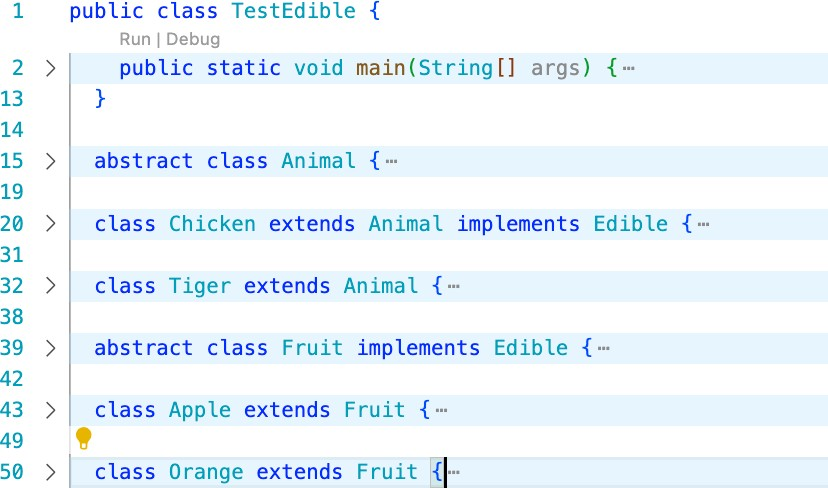 1 public class TestEdible {
Run | Debug
2 public static void main(String[] args) { ⋯
13 }
14
15 abstract class Animal { ⋯
19
20 class Chicken extends Animal implements Edible { ⋯
31
32 class Tiger extends Animal { ⋯
38
39 abstract class Fruit implements Edible { ⋯
42
43 class Apple extends Fruit { ⋯
49
50 class Orange extends Fruit { ⋯